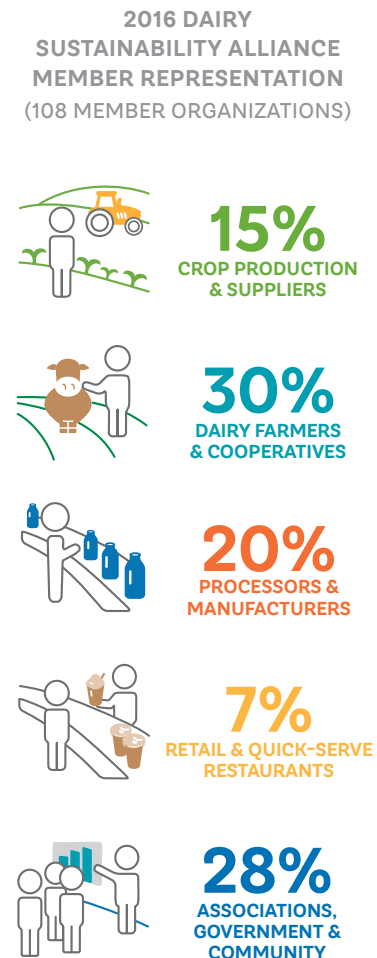 2016 DAIRY
SUSTAINABILITY ALLIANCE
MEMBER REPRESENTATION
(108 MEMBER ORGANIZATIONS)
15%
CROP PRODUCTION
& SUPPLIERS
30%
DAIRY FARMERS
& COOPERATIVES
20%
PROCESSORS &
MANUFACTURERS
7%
RETAIL & QUICK-SERVE
RESTAURANTS
28%
ASSOCIATIONS,
GOVERNMENT &
COMMUNITY